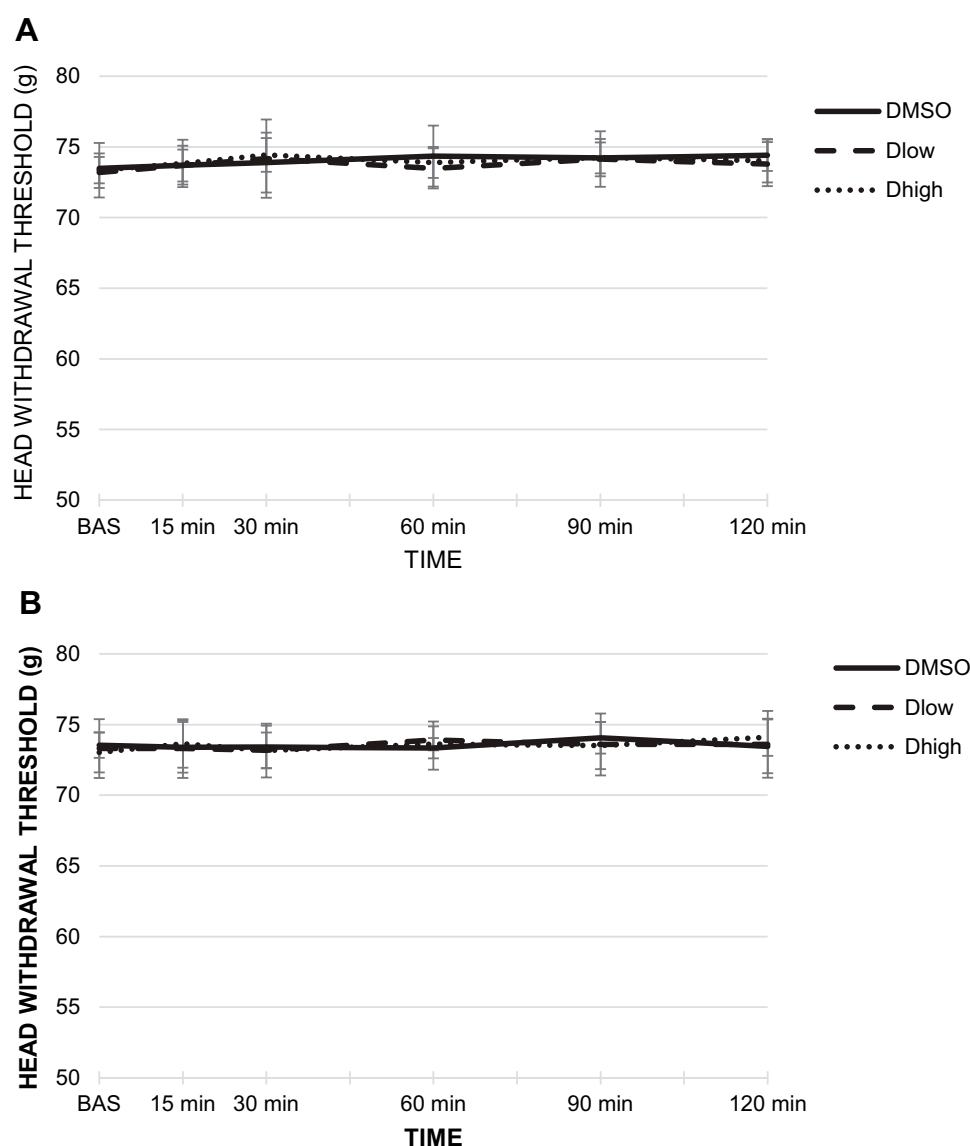 A
HEAD WITHDRAWAL THRESHOLD (g)
80
75
70
65
60
55
50
BAS 15 min 30 min 60 min 90 min 120 min
TIME
DMSO
Dlow
Dhigh
B
HEAD WITHDRAWAL THRESHOLD (g)
80
75
70
65
60
55
50
BAS 15 min 30 min 60 min 90 min 120 min
TIME
DMSO
Dlow
Dhigh